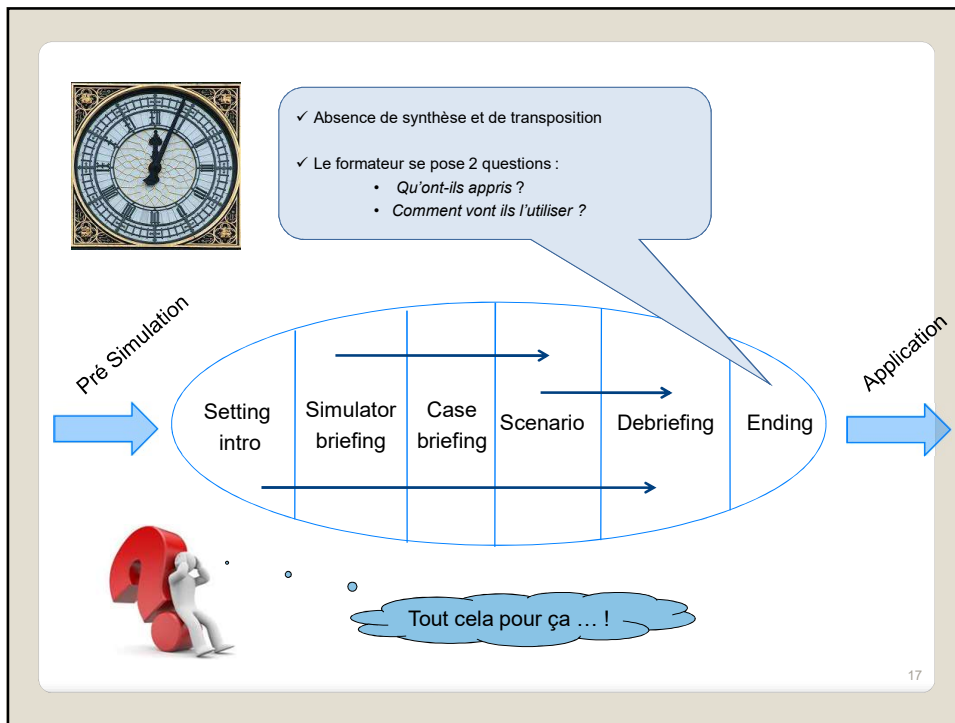 ✓ Absence de synthèse et de transposition
✓ Le formateur se pose 2 questions :
• Qu'ont-ils appris ?
• Comment vont ils l'utiliser ?
Pré Simulation
Application
Setting
intro
Simulator
briefing
Case
briefing
Scenario
Debriefing
Ending
Tout cela pour ça … !
17